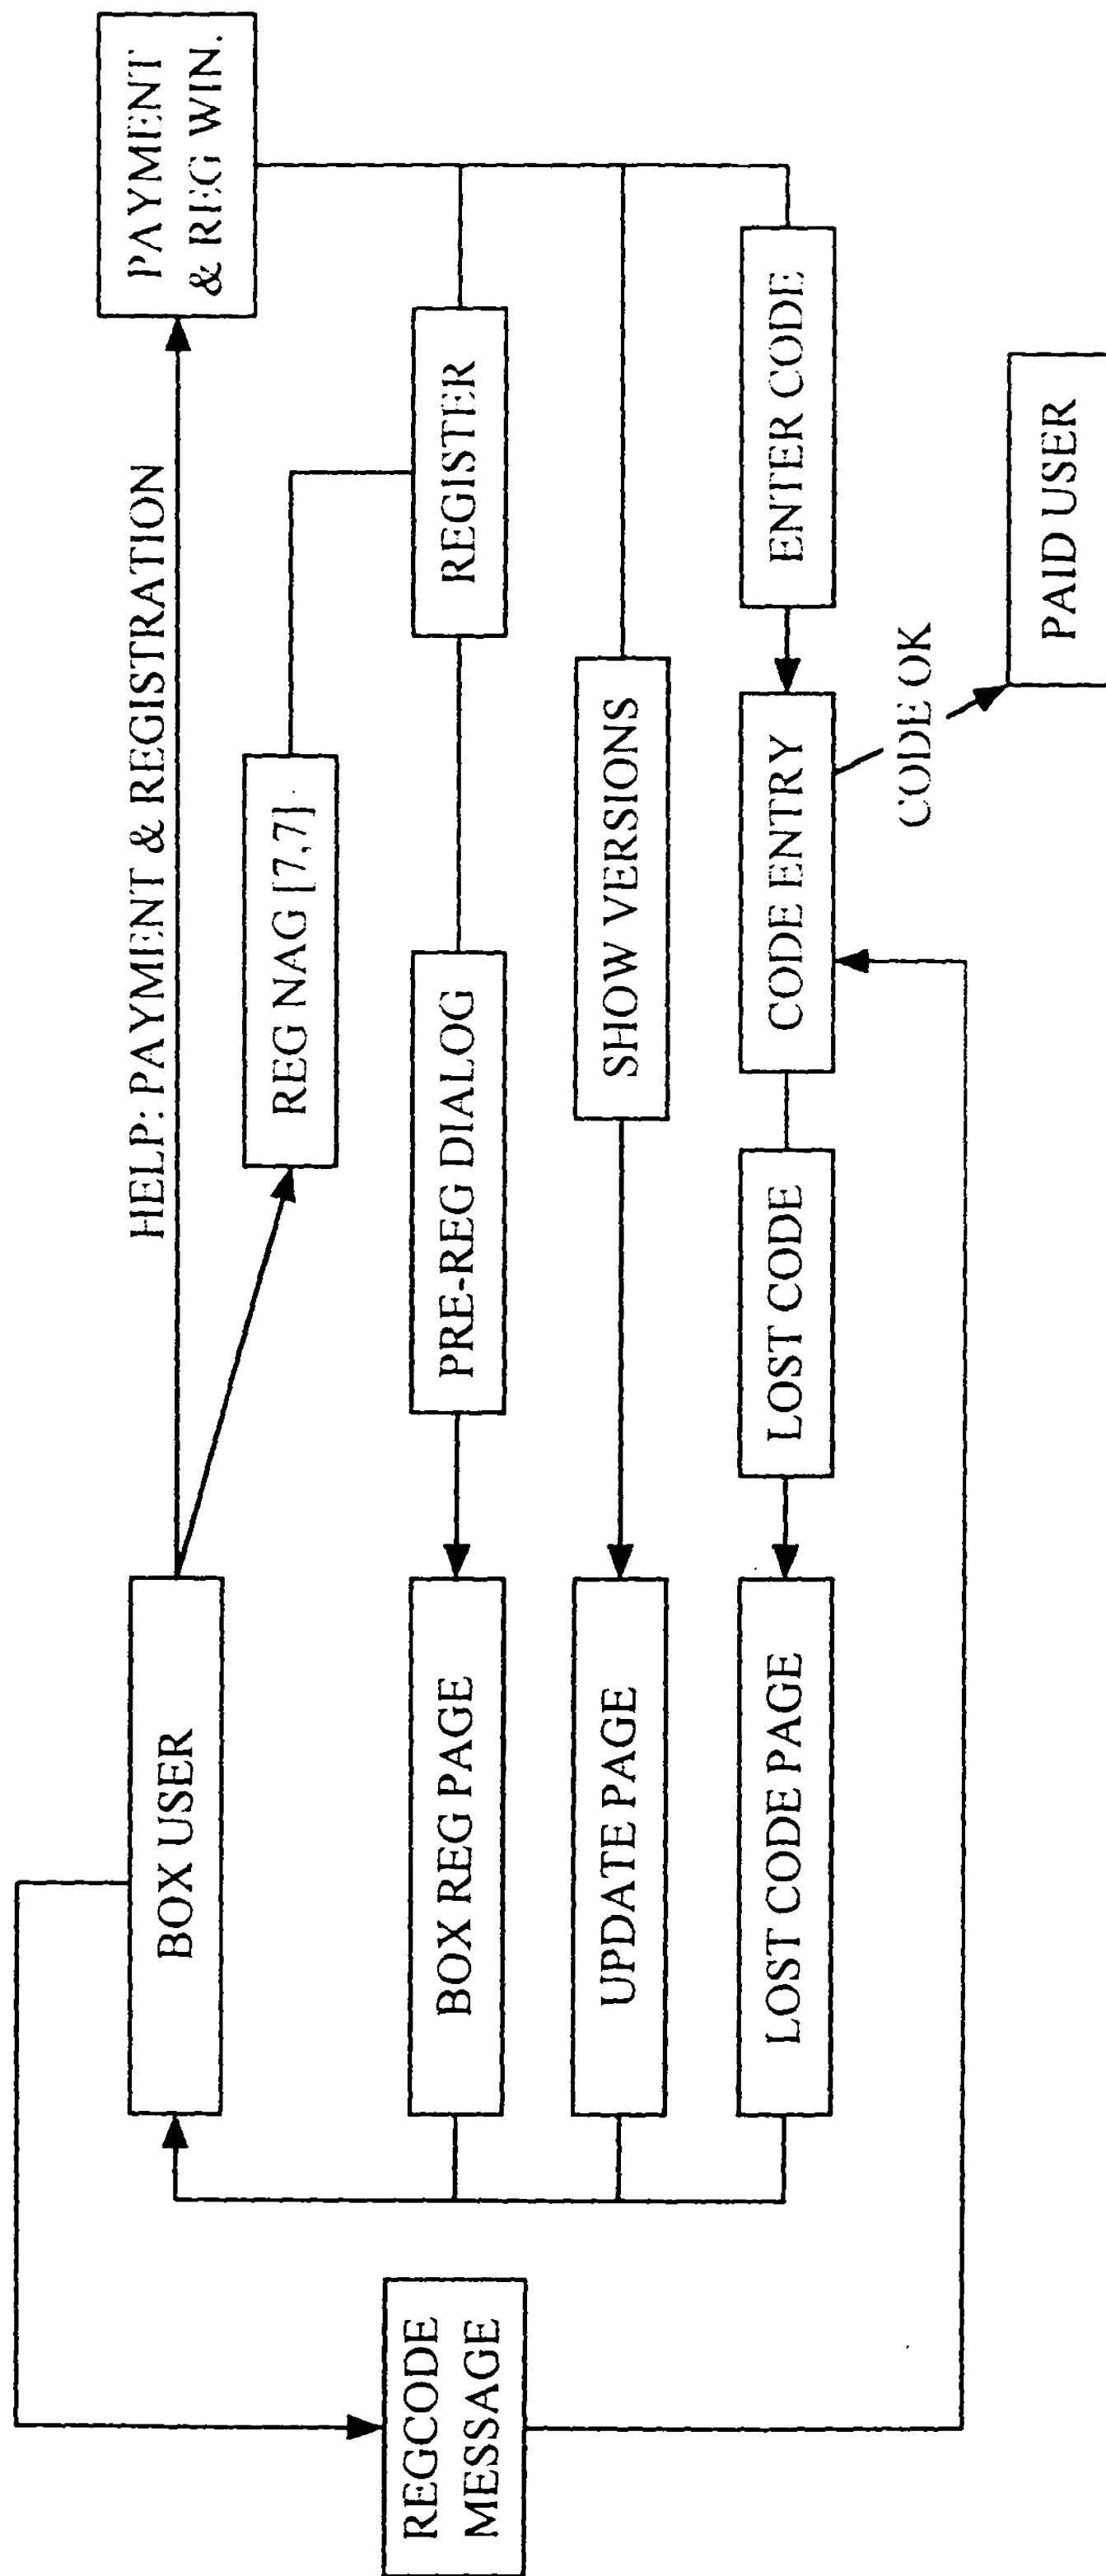 HELP: PAYMENT & REGISTRATION
PAYMENT
& REG WIN.
BOX USER
REG NAG [7,7]
REGCODE
MESSAGE
BOX REG PAGE
PRE-REG DIALOG
REGISTER
UPDATE PAGE
SHOW VERSIONS
LOST CODE PAGE
LOST CODE
CODE ENTRY
ENTER CODE
CODE OK
PAID USER